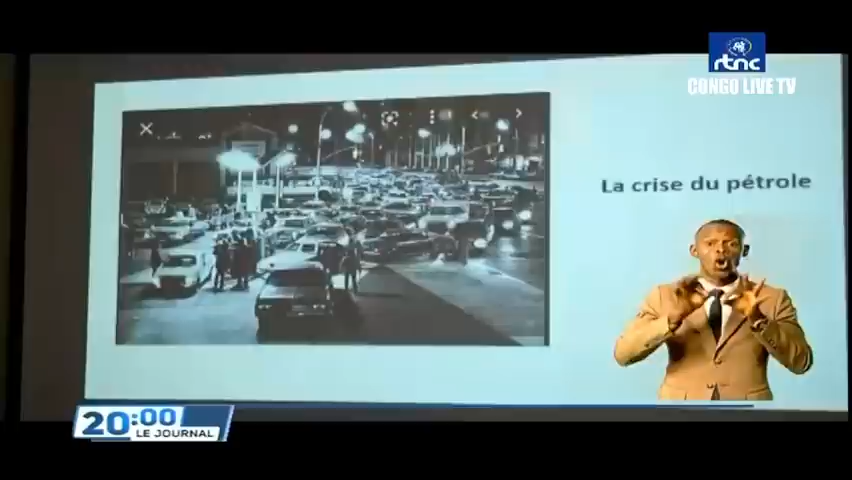 rtnc
CONGO LIVE TV
La crise du pétrole
20:00
LE JOURNAL